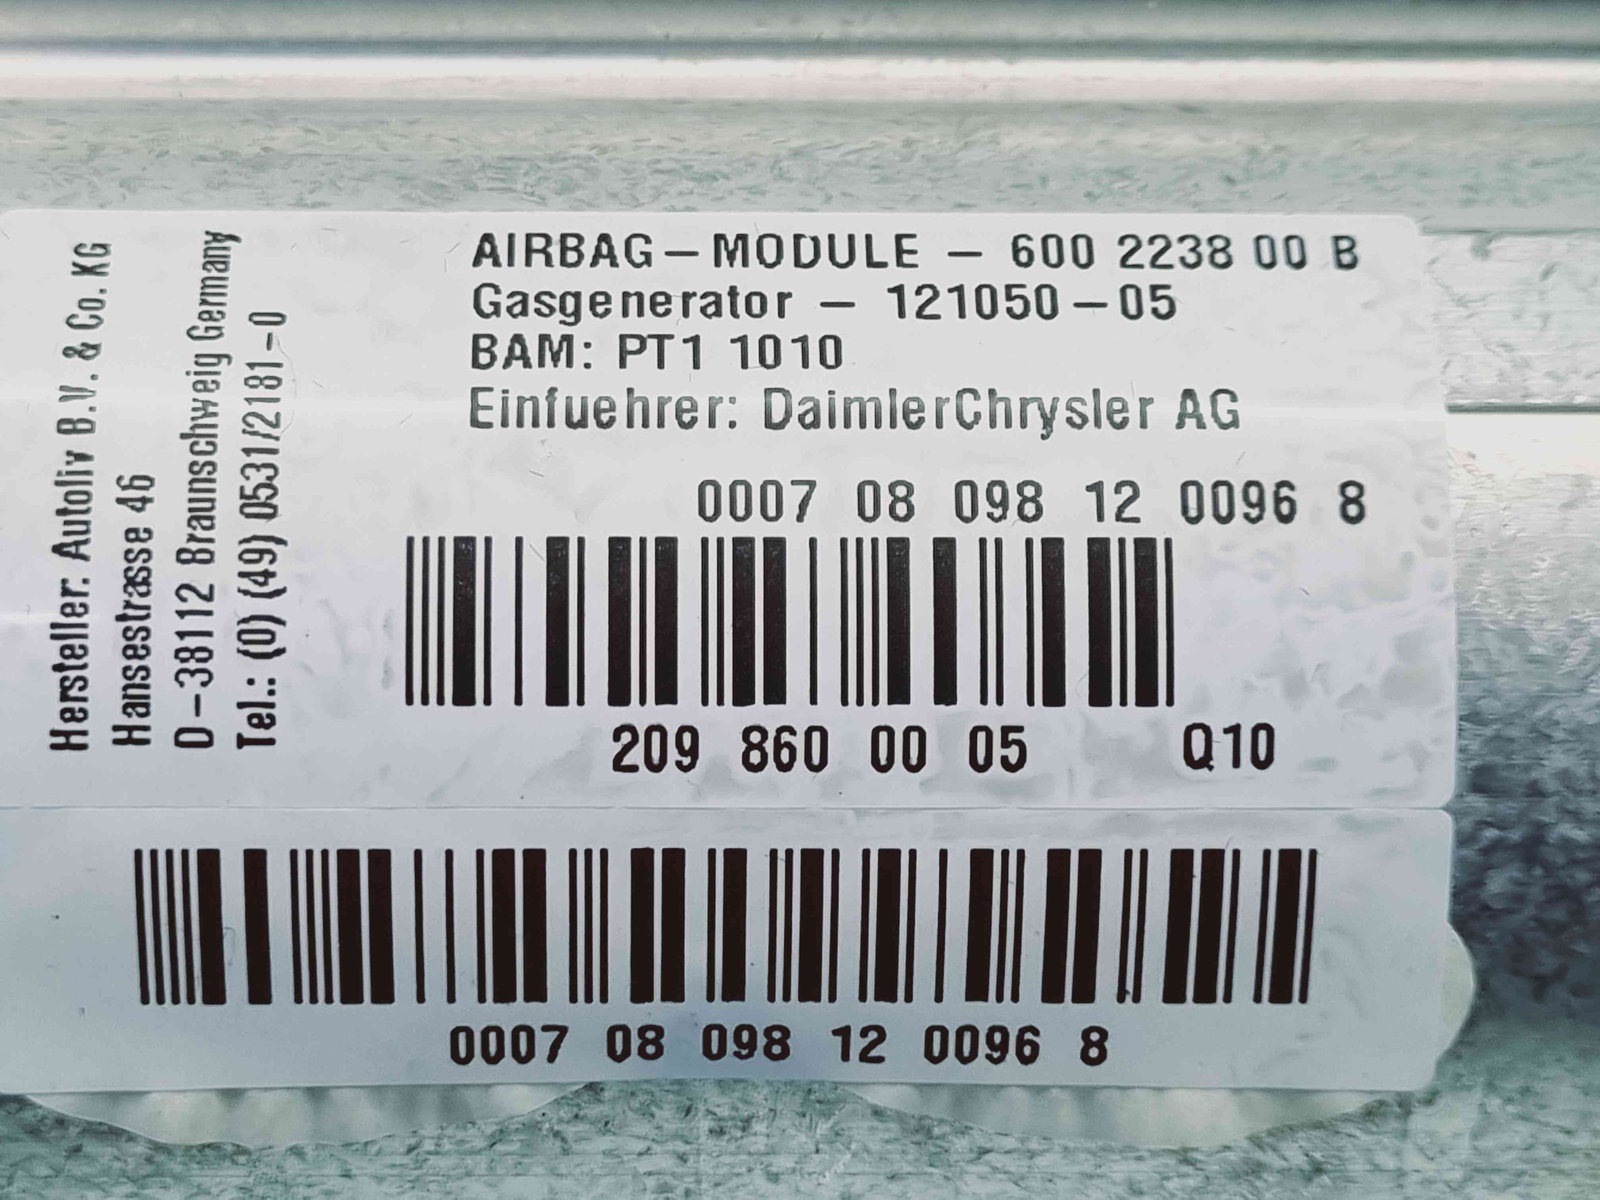 Hersteller: Autoliv B.V. & Co. KG
Hansestrasse 46
D-38112 Braunschweig Germany
Tel.: (0) (49) 0531/2181-0
AIRBAG-MODULE - 600 2238 00 B
Gasgenerator - 121050-05
BAM: PT1 1010
Einfuehrer: DaimlerChrysler AG
0007 08 098 12 0096 8
209 860 00 05 Q10
0007 08 098 12 0096 8